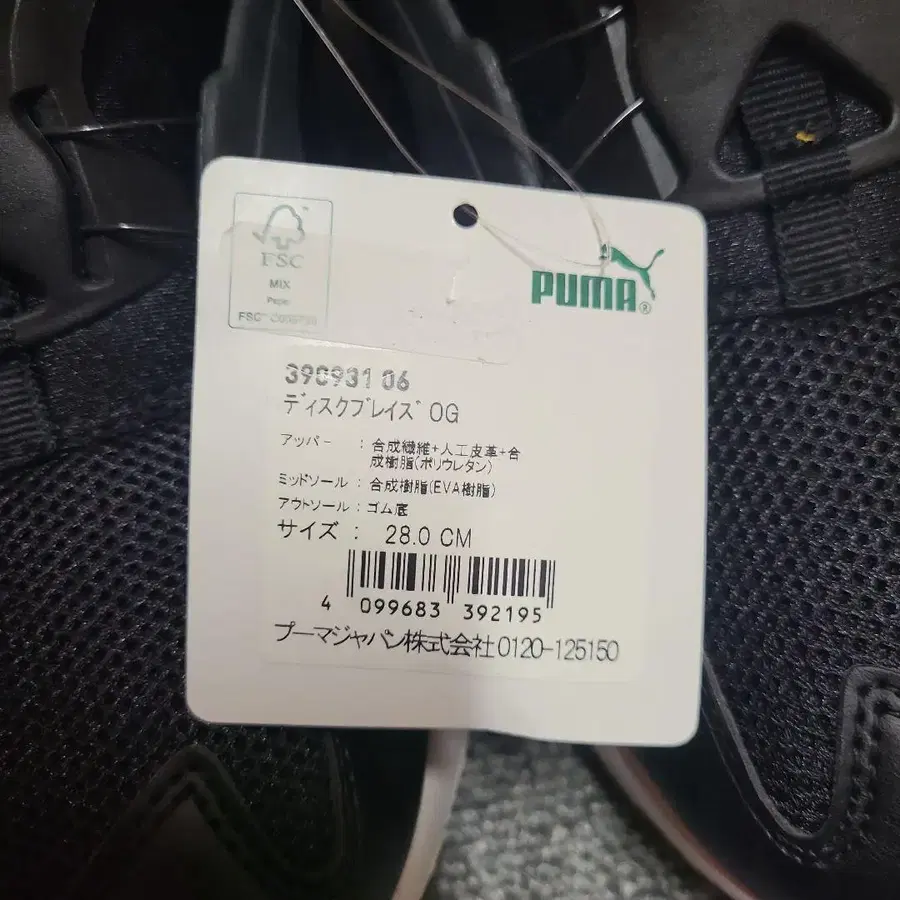 FSC
MIX
Paper
PUMA®
390931 06
ディスクブレイズ OG
アッパー : 合成繊維+人工皮革+合
成樹脂(ポリウレタン)
ミッドソール : 合成樹脂(EVA樹脂)
アウトソール : ゴム底
サイズ : 28.0 CM
4 099683 392195
プーマジャパン株式会社 0120-125150